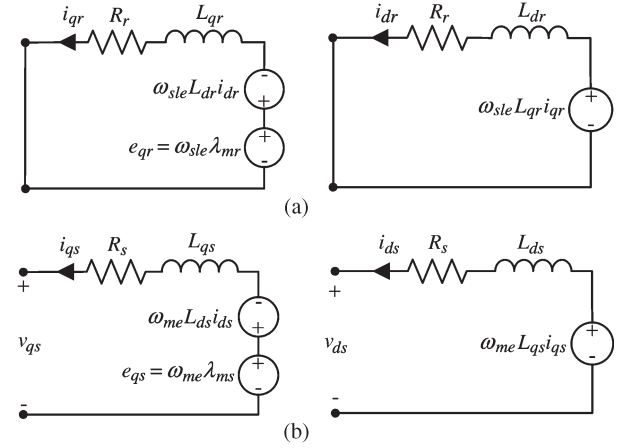 i_qr R_r L_qr
ω_sle L_dr i_dr
- +
e_qr = ω_sle λ_mr
+ -
i_dr R_r L_dr
ω_sle L_qr i_qr
+ -
(a)
i_qs R_s L_qs
+
v_qs
-
ω_me L_ds i_ds
- +
e_qs = ω_me λ_ms
+ -
i_ds R_s L_ds
+
v_ds
-
ω_me L_qs i_qs
+ -
(b)